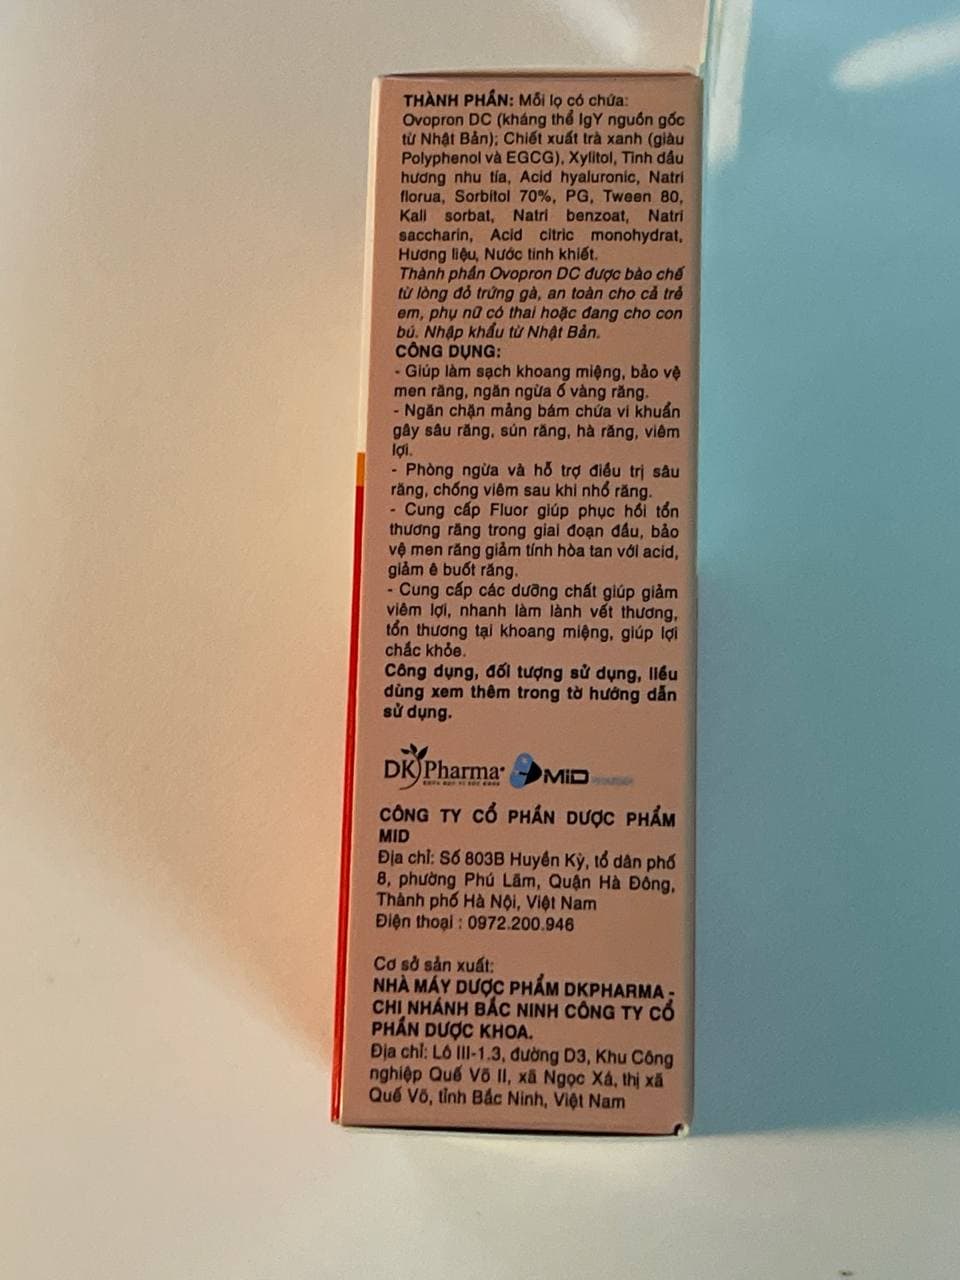 THÀNH PHẦN: Mỗi lọ có chứa:
Ovopron DC (kháng thể IgY nguồn gốc
từ Nhật Bản); Chiết xuất trà xanh (giàu
Polyphenol và EGCG), Xylitol, Tinh dầu
hương nhu tía, Acid hyaluronic, Natri
florua, Sorbitol 70%, PG, Tween 80,
Kali sorbat, Natri benzoat, Natri
saccharin, Acid citric monohydrat,
Hương liệu, Nước tinh khiết.
Thành phần Ovopron DC được bào chế
từ lòng đỏ trứng gà, an toàn cho cả trẻ
em, phụ nữ có thai hoặc đang cho con
bú. Nhập khẩu từ Nhật Bản.
CÔNG DỤNG:
- Giúp làm sạch khoang miệng, bảo vệ
men răng, ngăn ngừa ố vàng răng.
- Ngăn chặn mảng bám chứa vi khuẩn
gây sâu răng, sún răng, hà răng, viêm
lợi.
- Phòng ngừa và hỗ trợ điều trị sâu
răng, chống viêm sau khi nhổ răng.
- Cung cấp Fluor giúp phục hồi tổn
thương răng trong giai đoạn đầu, bảo
vệ men răng giảm tính hòa tan với acid,
giảm ê buốt răng.
- Cung cấp các dưỡng chất giúp giảm
viêm lợi, nhanh làm lành vết thương,
tổn thương tại khoang miệng, giúp lợi
chắc khỏe.
Công dụng, đối tượng sử dụng, liều
dùng xem thêm trong tờ hướng dẫn
sử dụng.
DK Pharma MID
CÔNG TY CỔ PHẦN DƯỢC PHẨM
MID
Địa chỉ: Số 803B Huyền Kỳ, tổ dân phố
8, phường Phú Lãm, Quận Hà Đông,
Thành phố Hà Nội, Việt Nam
Điện thoại : 0972.200.946
Cơ sở sản xuất:
NHÀ MÁY DƯỢC PHẨM DKPHARMA -
CHI NHÁNH BẮC NINH CÔNG TY CỔ
PHẦN DƯỢC KHOA.
Địa chỉ: Lô III-1.3, đường D3, Khu Công
nghiệp Quế Võ II, xã Ngọc Xá, thị xã
Quế Võ, tỉnh Bắc Ninh, Việt Nam